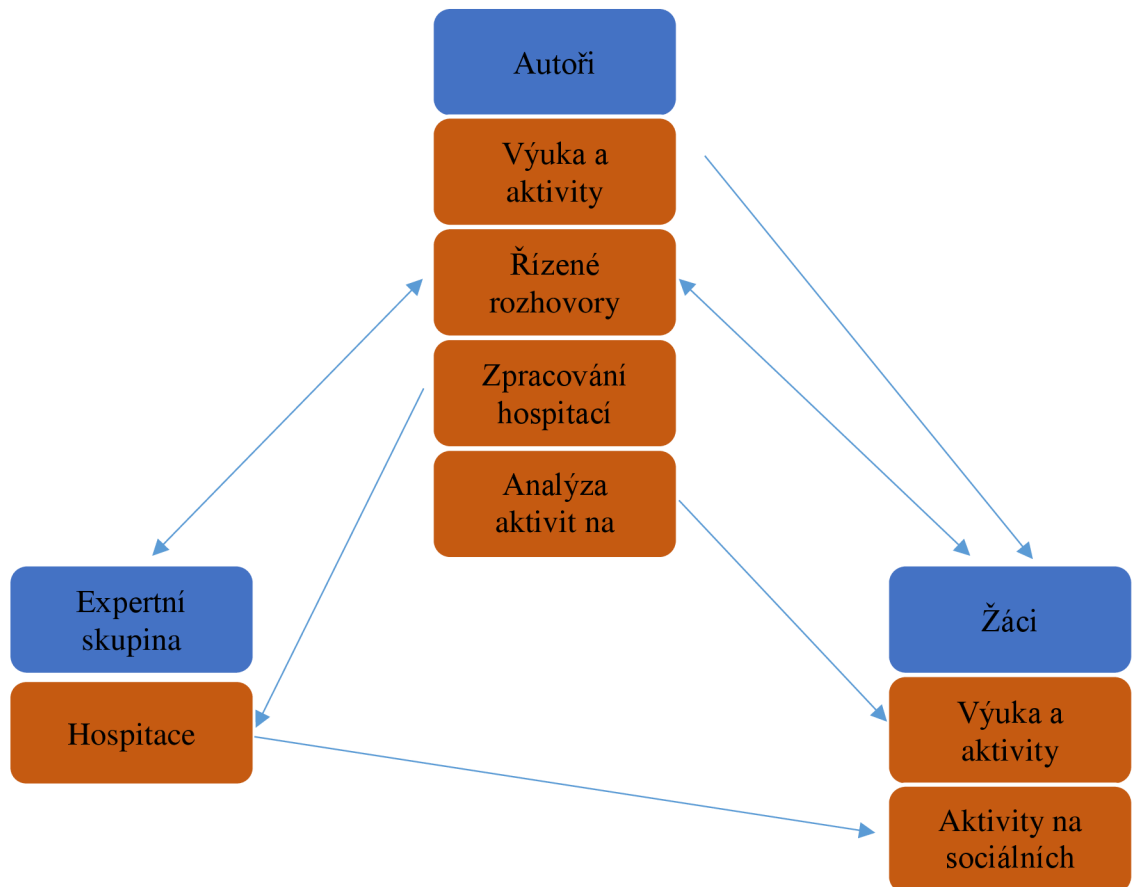 Autoři
Výuka a
aktivity
Řízené
rozhovory
Zpracování
hospitací
Analýza
aktivit na
Expertní
skupina
Hospitace
Žáci
Výuka a
aktivity
Aktivity na
sociálních